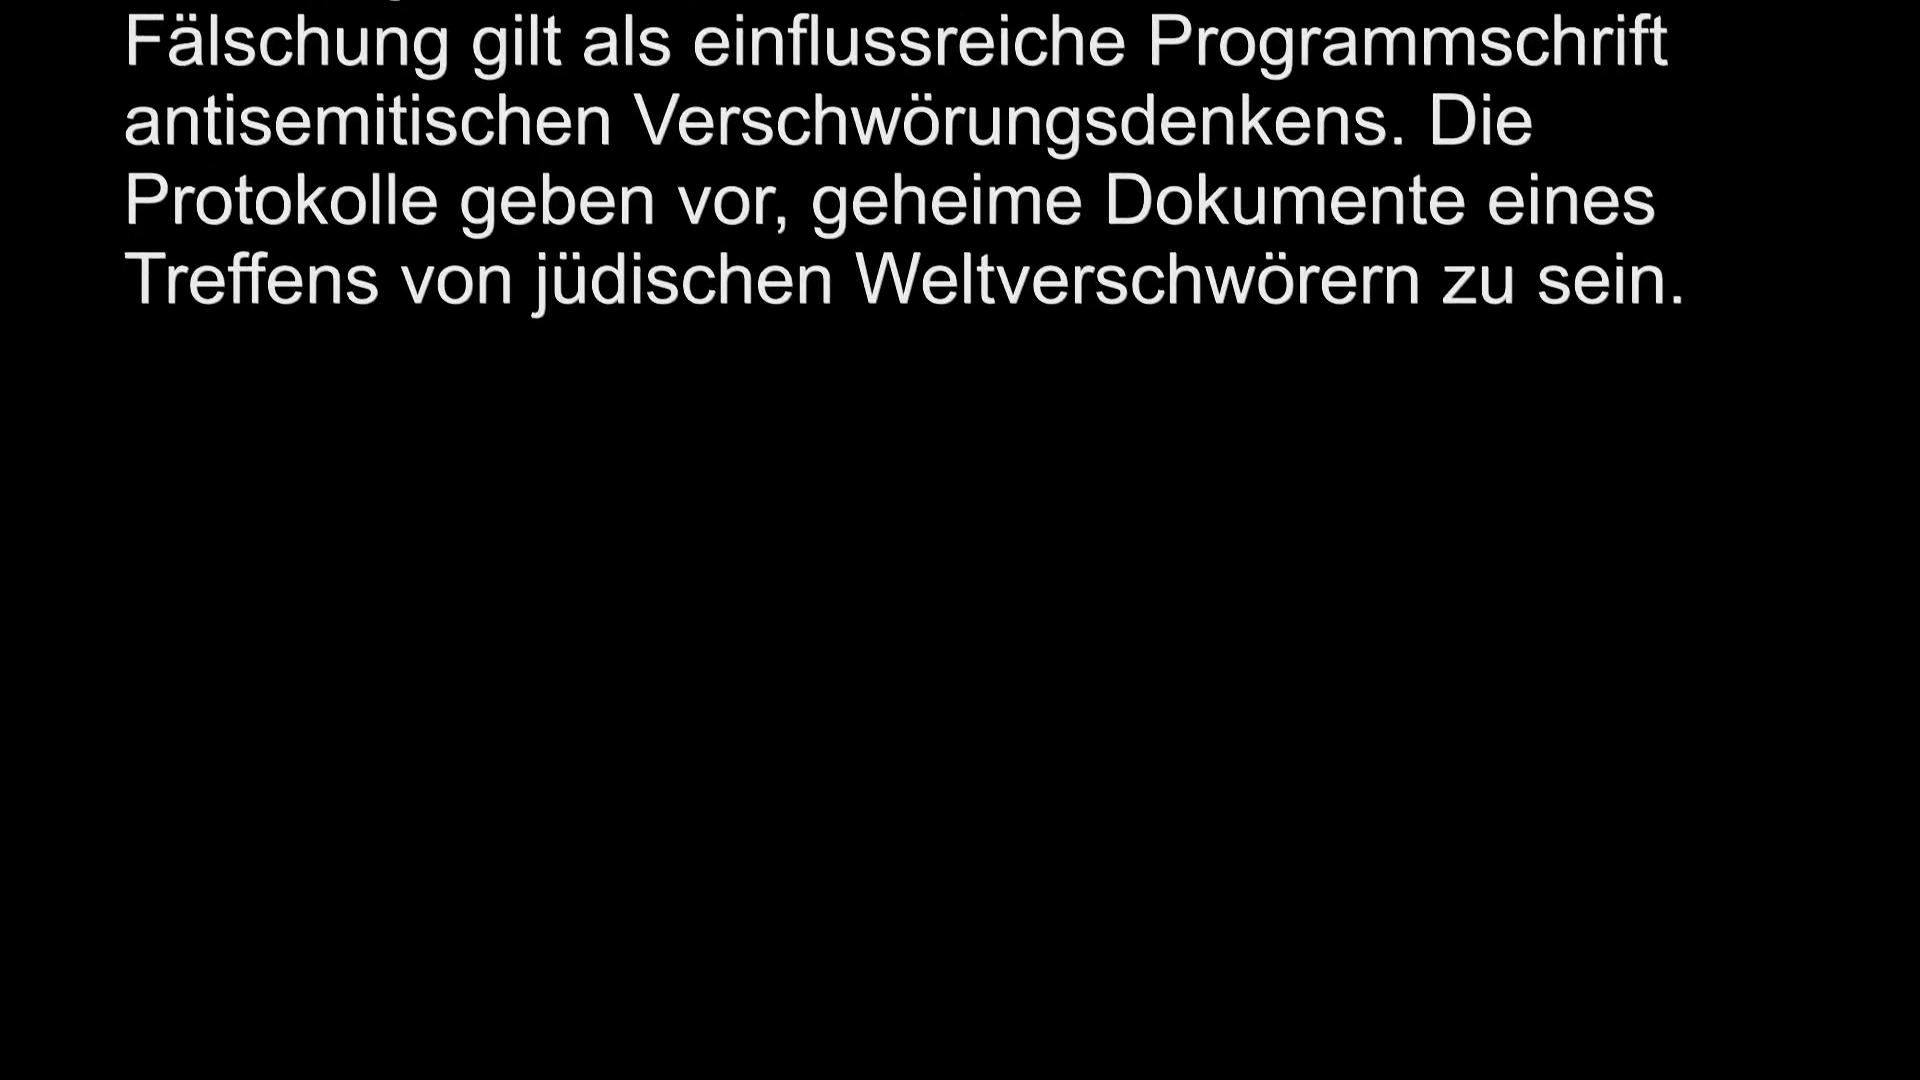 Fälschung gilt als einflussreiche Programmschrift
antisemitischen Verschwörungsdenkens. Die
Protokolle geben vor, geheime Dokumente eines
Treffens von jüdischen Weltverschwörern zu sein.